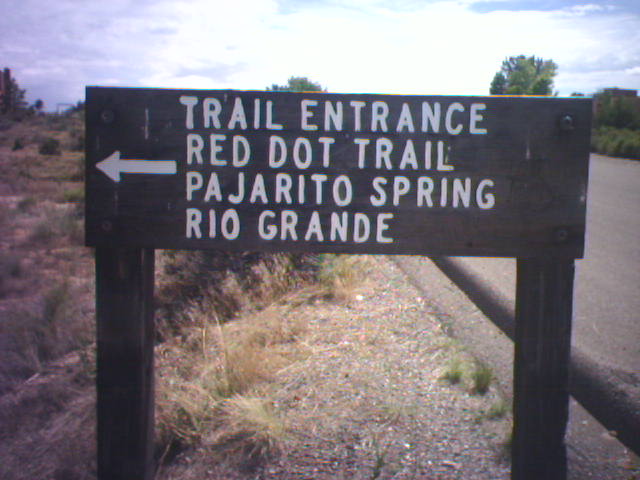 TRAIL ENTRANCE
RED DOT TRAIL
PAJARITO SPRING
RIO GRANDE